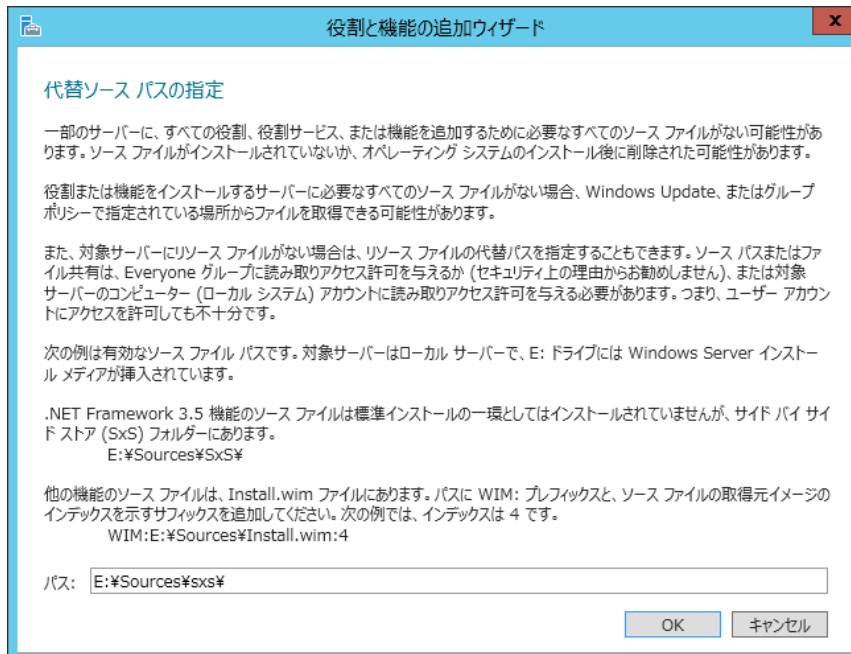 役割と機能の追加ウィザード
x
代替ソース パスの指定
一部のサーバーに、すべての役割、役割サービス、または機能を追加するために必要なすべてのソース ファイルがない可能性があ
ります。ソース ファイルがインストールされていないか、オペレーティング システムのインストール後に削除された可能性があります。
役割または機能をインストールするサーバーに必要なすべてのソース ファイルがない場合、Windows Update、またはグループ
ポリシーで指定されている場所からファイルを取得できる可能性があります。
また、対象サーバーにリソース ファイルがない場合は、リソース ファイルの代替パスを指定することもできます。ソース パスまたはファ
イル共有は、Everyone グループに読み取りアクセス許可を与えるか (セキュリティ上の理由からお勧めしません)、または対象
サーバーのコンピューター (ローカル システム) アカウントに読み取りアクセス許可を与える必要があります。つまり、ユーザー アカウン
トにアクセスを許可しても不十分です。
次の例は有効なソース ファイル パスです。対象サーバーはローカル サーバーで、E: ドライブには Windows Server インストー
ル メディアが挿入されています。
.NET Framework 3.5 機能のソース ファイルは標準インストールの一環としてはインストールされていませんが、サイド バイ サイ
ド ストア (SxS) フォルダーにあります。
E:¥Sources¥SxS¥
他の機能のソース ファイルは、Install.wim ファイルにあります。パスに WIM: プレフィックスと、ソース ファイルの取得元イメージの
インデックスを示すサフィックスを追加してください。次の例では、インデックスは 4 です。
WIM:E:¥Sources¥Install.wim:4
パス: E:¥Sources¥sxs¥
OK キャンセル